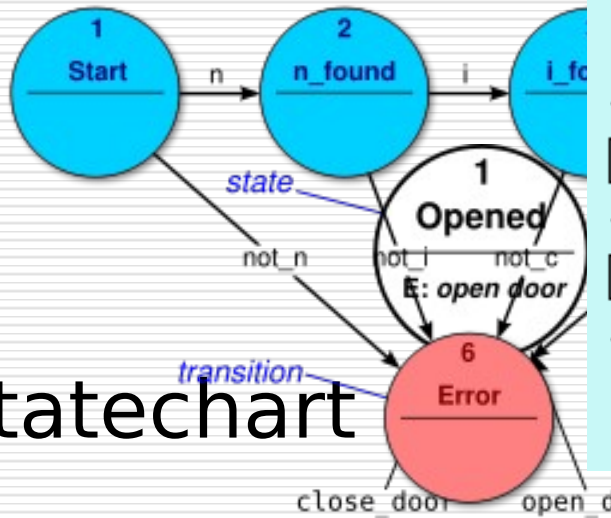 1
Start
n
2
n_found
i
state
1
Opened
not_n
not_i
not_c
E: open door
transition
6
Error
tatechart
close_door